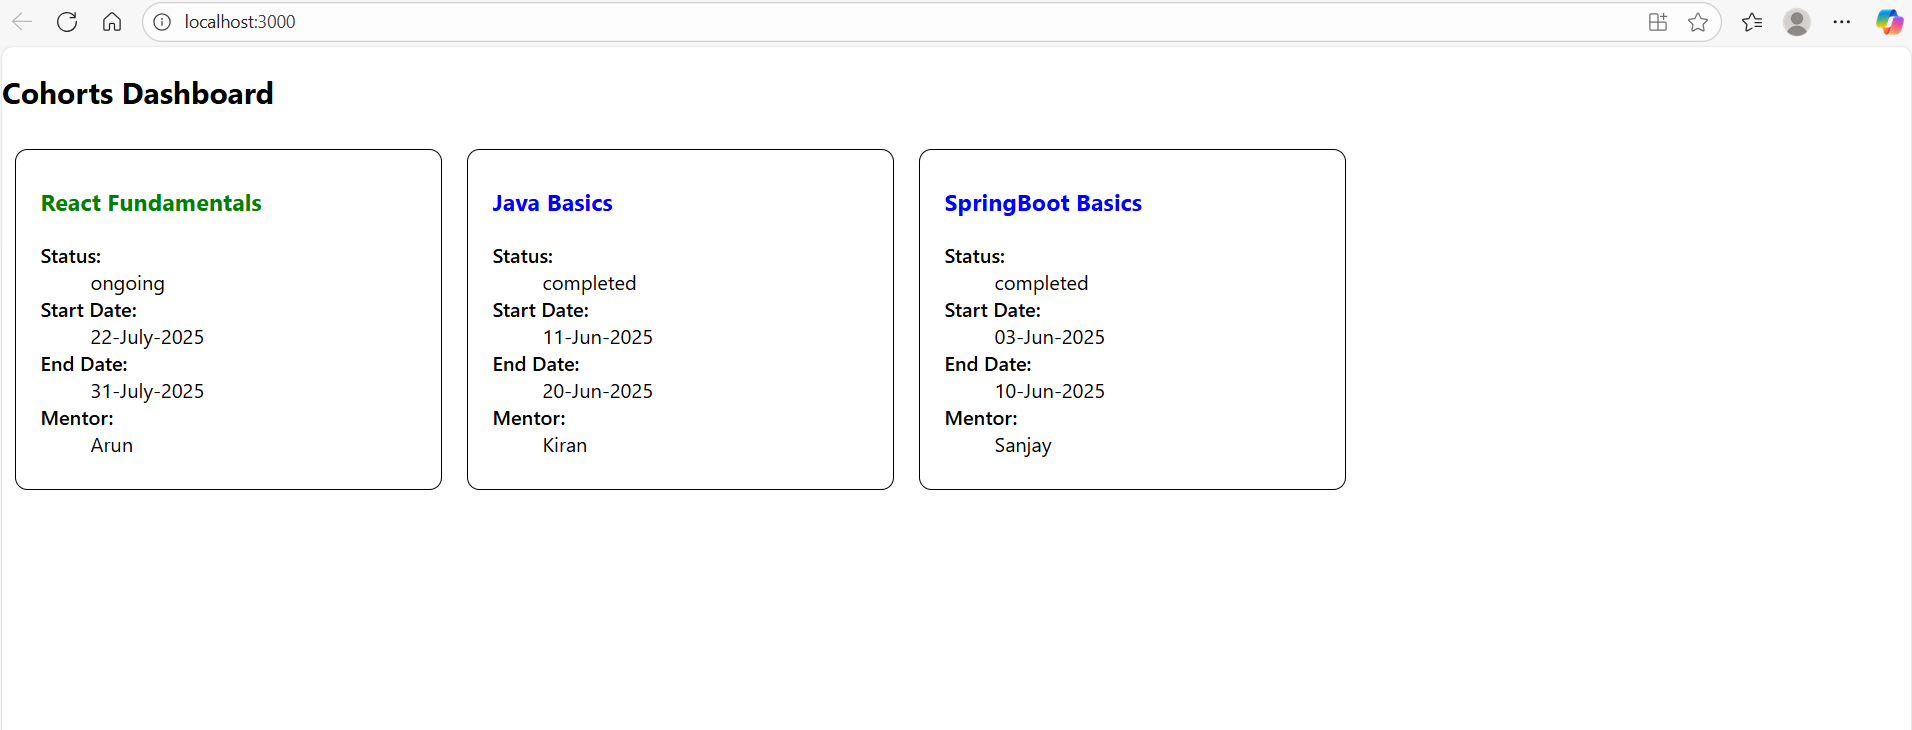 localhost:3000
Cohorts Dashboard
React Fundamentals
Status:
ongoing
Start Date:
22-July-2025
End Date:
31-July-2025
Mentor:
Arun
Java Basics
Status:
completed
Start Date:
11-Jun-2025
End Date:
20-Jun-2025
Mentor:
Kiran
SpringBoot Basics
Status:
completed
Start Date:
03-Jun-2025
End Date:
10-Jun-2025
Mentor:
Sanjay